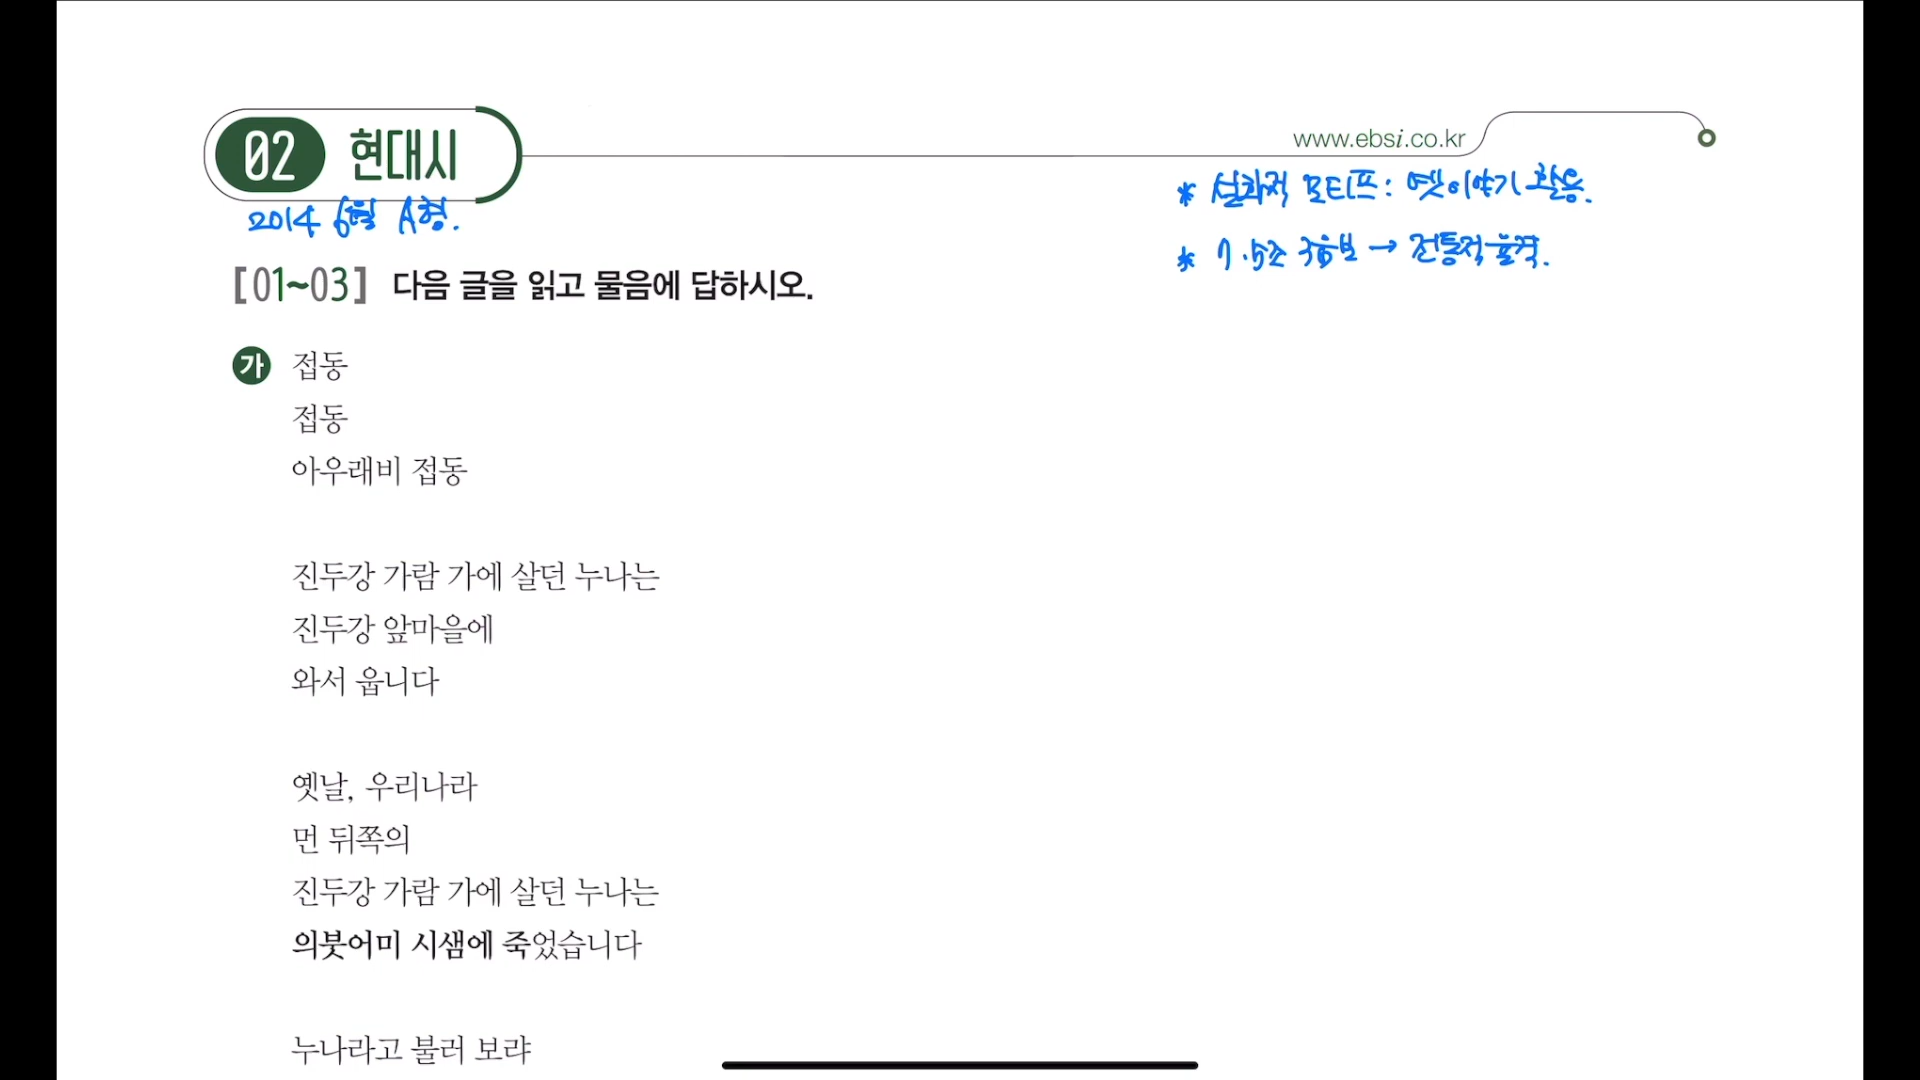 02 현대시
www.ebsi.co.kr
2014 6월 A형.
* 설화적 모티프: 옛이야기 활용.
* 7·5조 3음보 → 전통적 율격.
[01~03] 다음 글을 읽고 물음에 답하시오.
가 접동
접동
아우래비 접동
진두강 가람 가에 살던 누나는
진두강 앞마을에
와서 웁니다
옛날, 우리나라
먼 뒤쪽의
진두강 가람 가에 살던 누나는
의붓어미 시샘에 죽었습니다
누나라고 불러 보랴